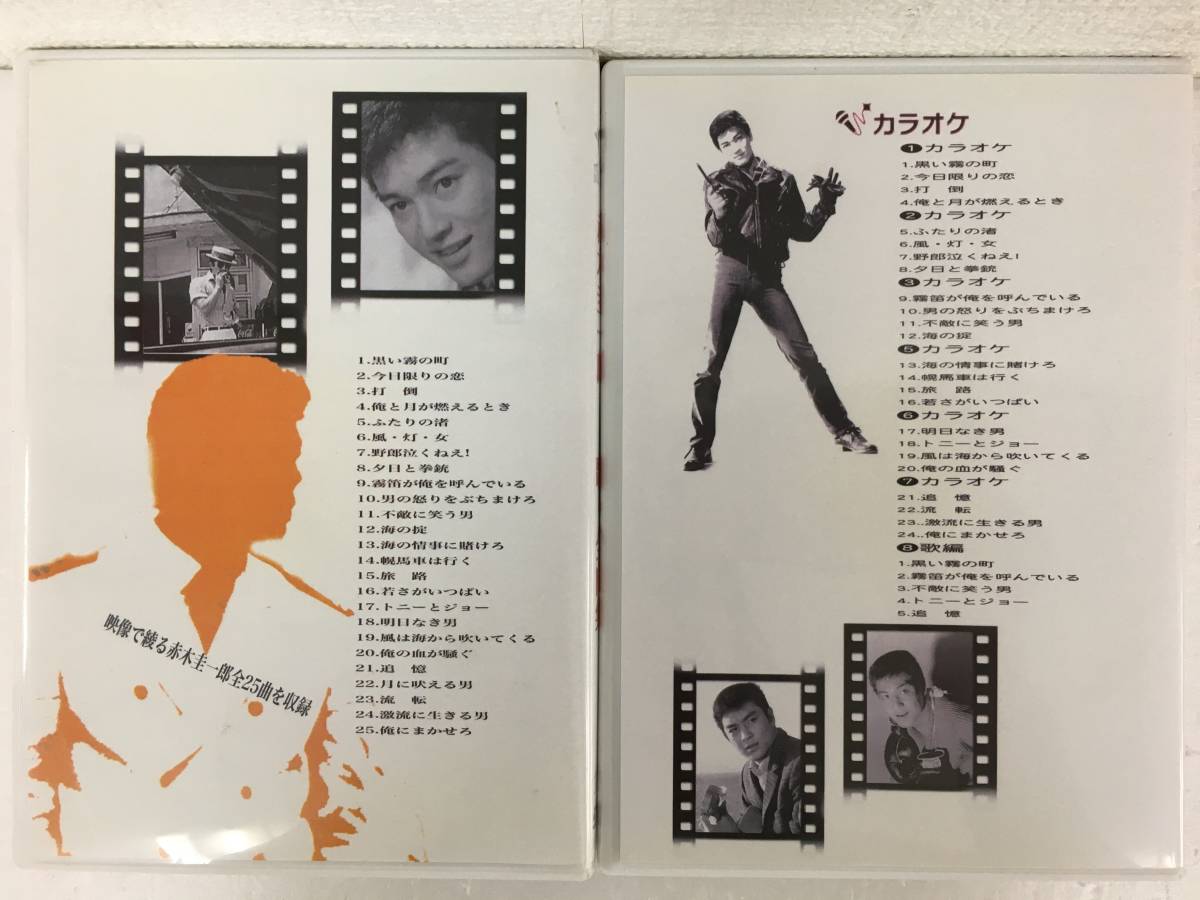 1.黒い霧の町
2.今日限りの恋
3.打　倒
4.俺と月が燃えるとき
5.ふたりの渚
6.風・灯・女
7.野郎泣くねえ!
8.夕日と拳銃
9.霧笛が俺を呼んでいる
10.男の怒りをぶちまけろ
11.不敵に笑う男
12.海の掟
13.海の情事に賭けろ
14.幌馬車は行く
15.旅　路
16.若さがいつぱい
17.トニーとジョー
18.明日なき男
19.風は海から吹いてくる
20.俺の血が騒ぐ
21.追　憶
22.月に吠える男
23.流　転
24.激流に生きる男
25.俺にまかせろ
映像で綾る赤木圭一郎全25曲を収録
カラオケ
❶カラオケ
1.黒い霧の町
2.今日限りの恋
3.打　倒
4.俺と月が燃えるとき
❷カラオケ
5.ふたりの渚
6.風・灯・女
7.野郎泣くねえ!
8.夕日と拳銃
❸カラオケ
9.霧笛が俺を呼んでいる
10.男の怒りをぶちまけろ
11.不敵に笑う男
12.海の掟
❺カラオケ
13.海の情事に賭けろ
14.幌馬車は行く
15.旅　路
16.若さがいつぱい
❻カラオケ
17.明日なき男
18.トニーとジョー
19.風は海から吹いてくる
20.俺の血が騒ぐ
❼カラオケ
21.追　憶
22.流　転
23..激流に生きる男
24..俺にまかせろ
❽歌編
1.黒い霧の町
2.霧笛が俺を呼んでいる
3.不敵に笑う男
4.トニーとジョー
5.追　憶